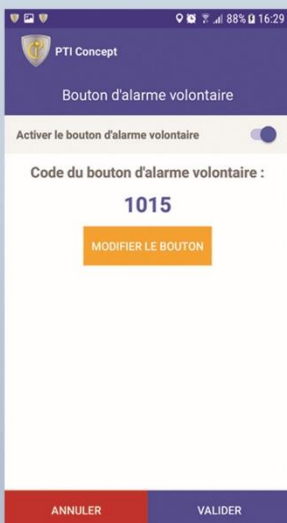 88% 16:29
PTI Concept
Bouton d'alarme volontaire
Activer le bouton d'alarme volontaire
Code du bouton d'alarme volontaire :
1015
MODIFIER LE BOUTON
ANNULER VALIDER